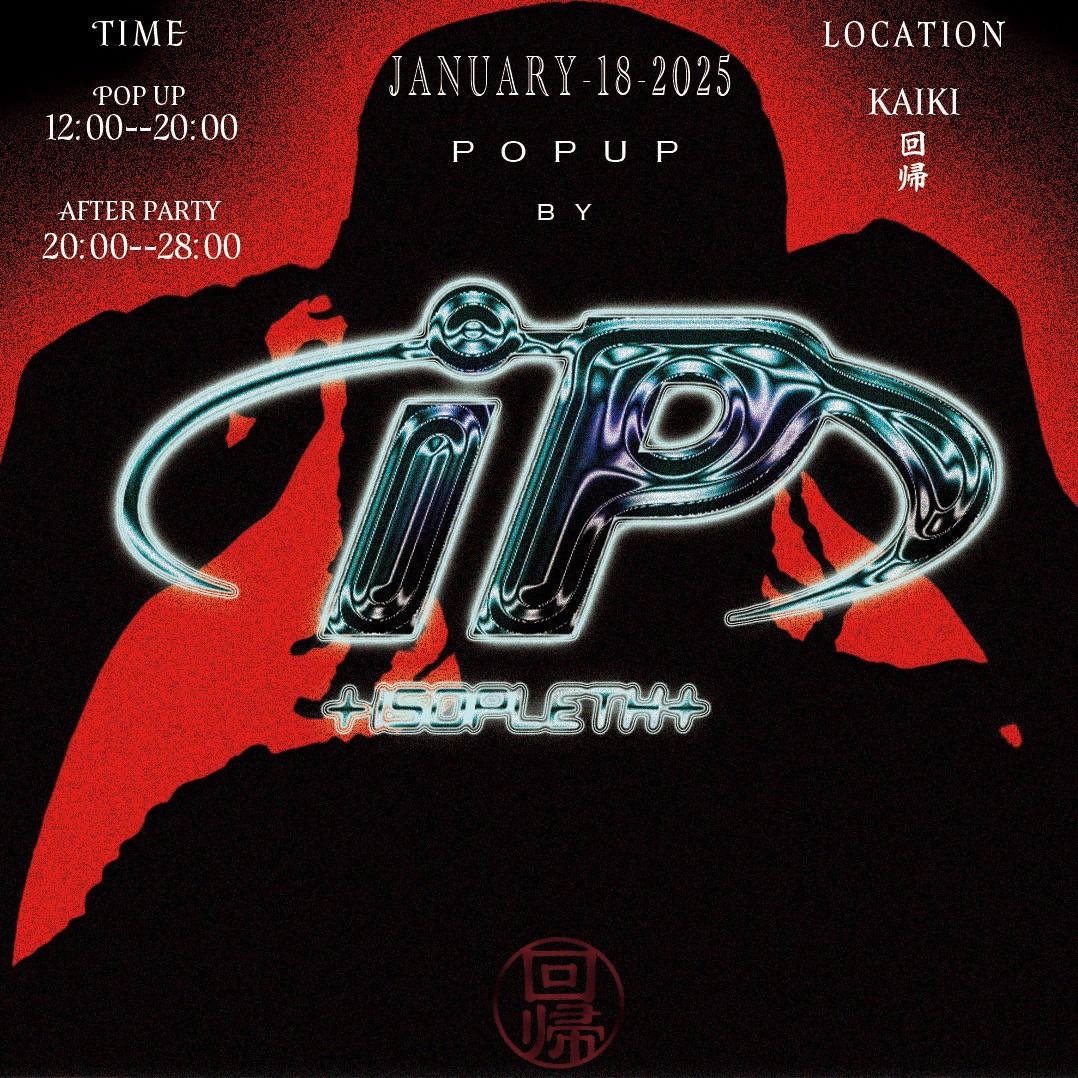 TIME
POP UP
12:00--20:00
AFTER PARTY
20:00--28:00
JANUARY-18-2025
POPUP
BY
iP
+ISOPLETH+
LOCATION
KAIKI
回
帰
回
帰